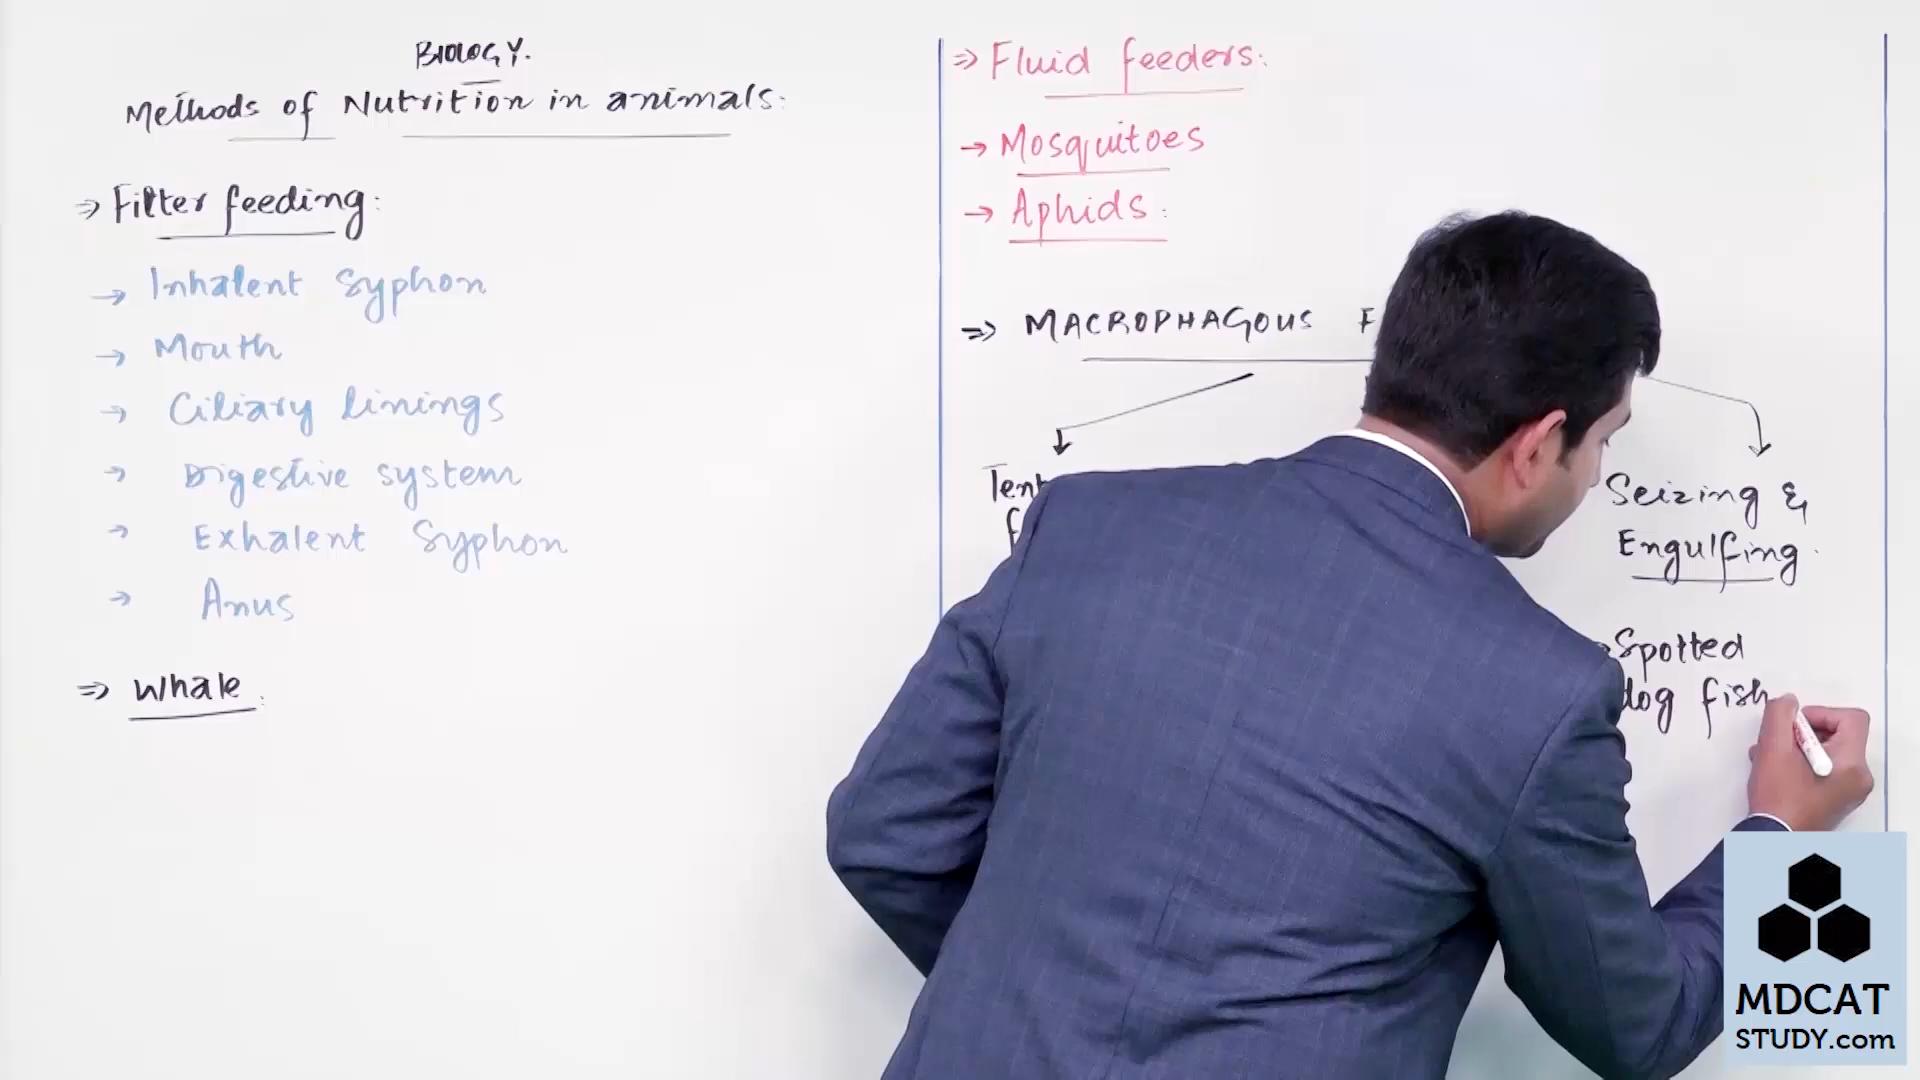 BIOLOGY.
Methods of Nutrition in animals:
⇒ Filter feeding:
→ Inhalent Syphon
→ Mouth
→ Ciliary linings
→ Digestive system
→ Exhalent Syphon
→ Anus
⇒ Whale:
⇒ Fluid feeders:
→ Mosquitoes
→ Aphids:
⇒ MACROPHAGOUS
Seizing &
Engulfing.
Spotted
dog fish
MDCAT
STUDY.com